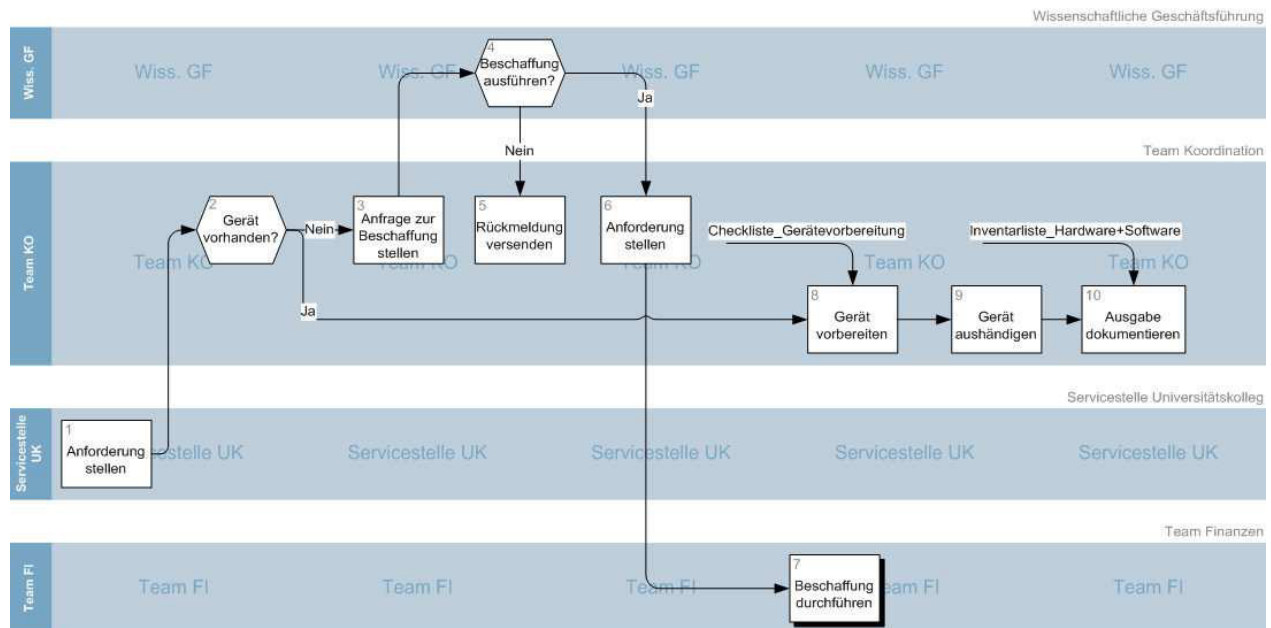 Wissenschaftliche Geschäftsführung
Wiss. GF
Wiss. GF
Wiss. GF
Wiss. GF
Wiss. GF
Wiss. GF
4
Beschaffung
ausführen?
Ja
Nein
Team Koordination
Team KO
Team KO
Team KO
Team KO
Team KO
2
Gerät
vorhanden?
Nein
Ja
3
Anfrage zur
Beschaffung
stellen
5
Rückmeldung
versenden
6
Anforderung
stellen
Checkliste_Gerätevorbereitung
Inventarliste_Hardware+Software
8
Gerät
vorbereiten
9
Gerät
aushändigen
10
Ausgabe
dokumentieren
Servicestelle Universitätskolleg
Servicestelle
UK
1
Anforderung
stellen
cestelle UK
Servicestelle UK
Servicestelle UK
Servicestelle UK
Servicestelle UK
Team Finanzen
Team FI
Team FI
Team FI
Team FI
eam FI
Team FI
7
Beschaffung
durchführen